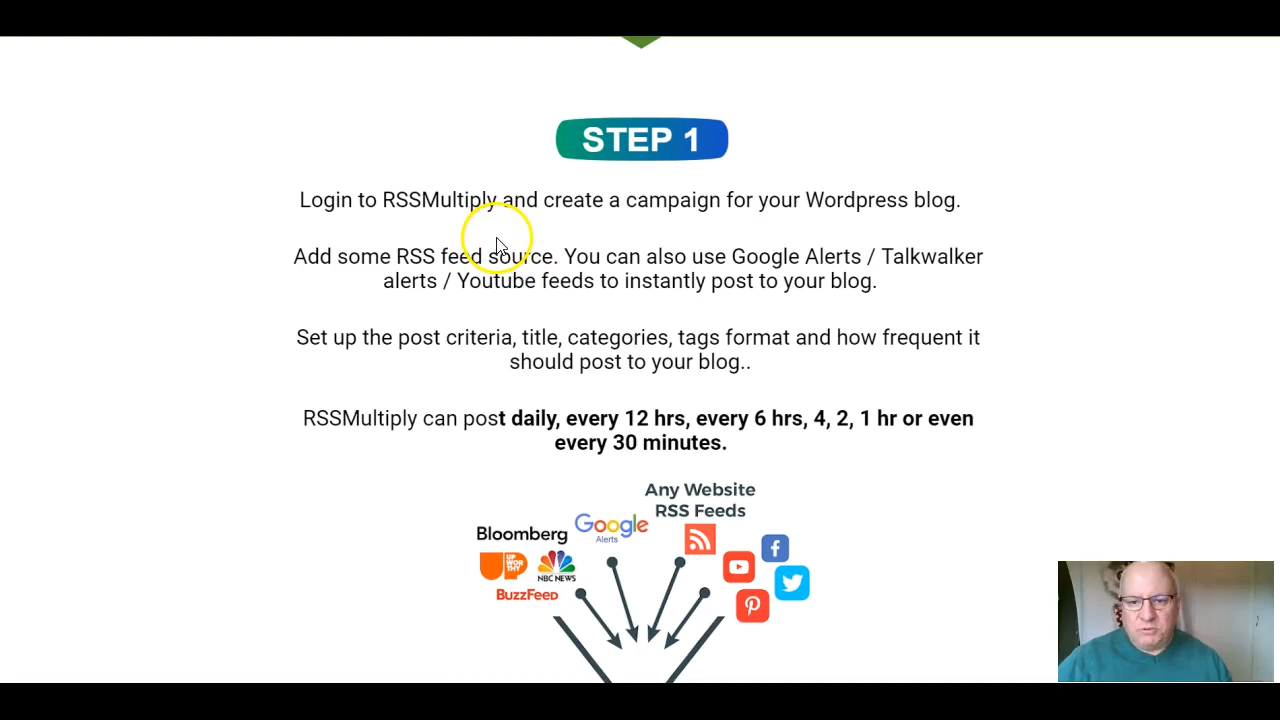 STEP 1
Login to RSSMultiply and create a campaign for your Wordpress blog.
Add some RSS feed source. You can also use Google Alerts / Talkwalker
alerts / Youtube feeds to instantly post to your blog.
Set up the post criteria, title, categories, tags format and how frequent it
should post to your blog..
RSSMultiply can post daily, every 12 hrs, every 6 hrs, 4, 2, 1 hr or even
every 30 minutes.
Any Website
RSS Feeds
Bloomberg
Google
Alerts
UP
WOR
THY
NBC NEWS
BuzzFeed